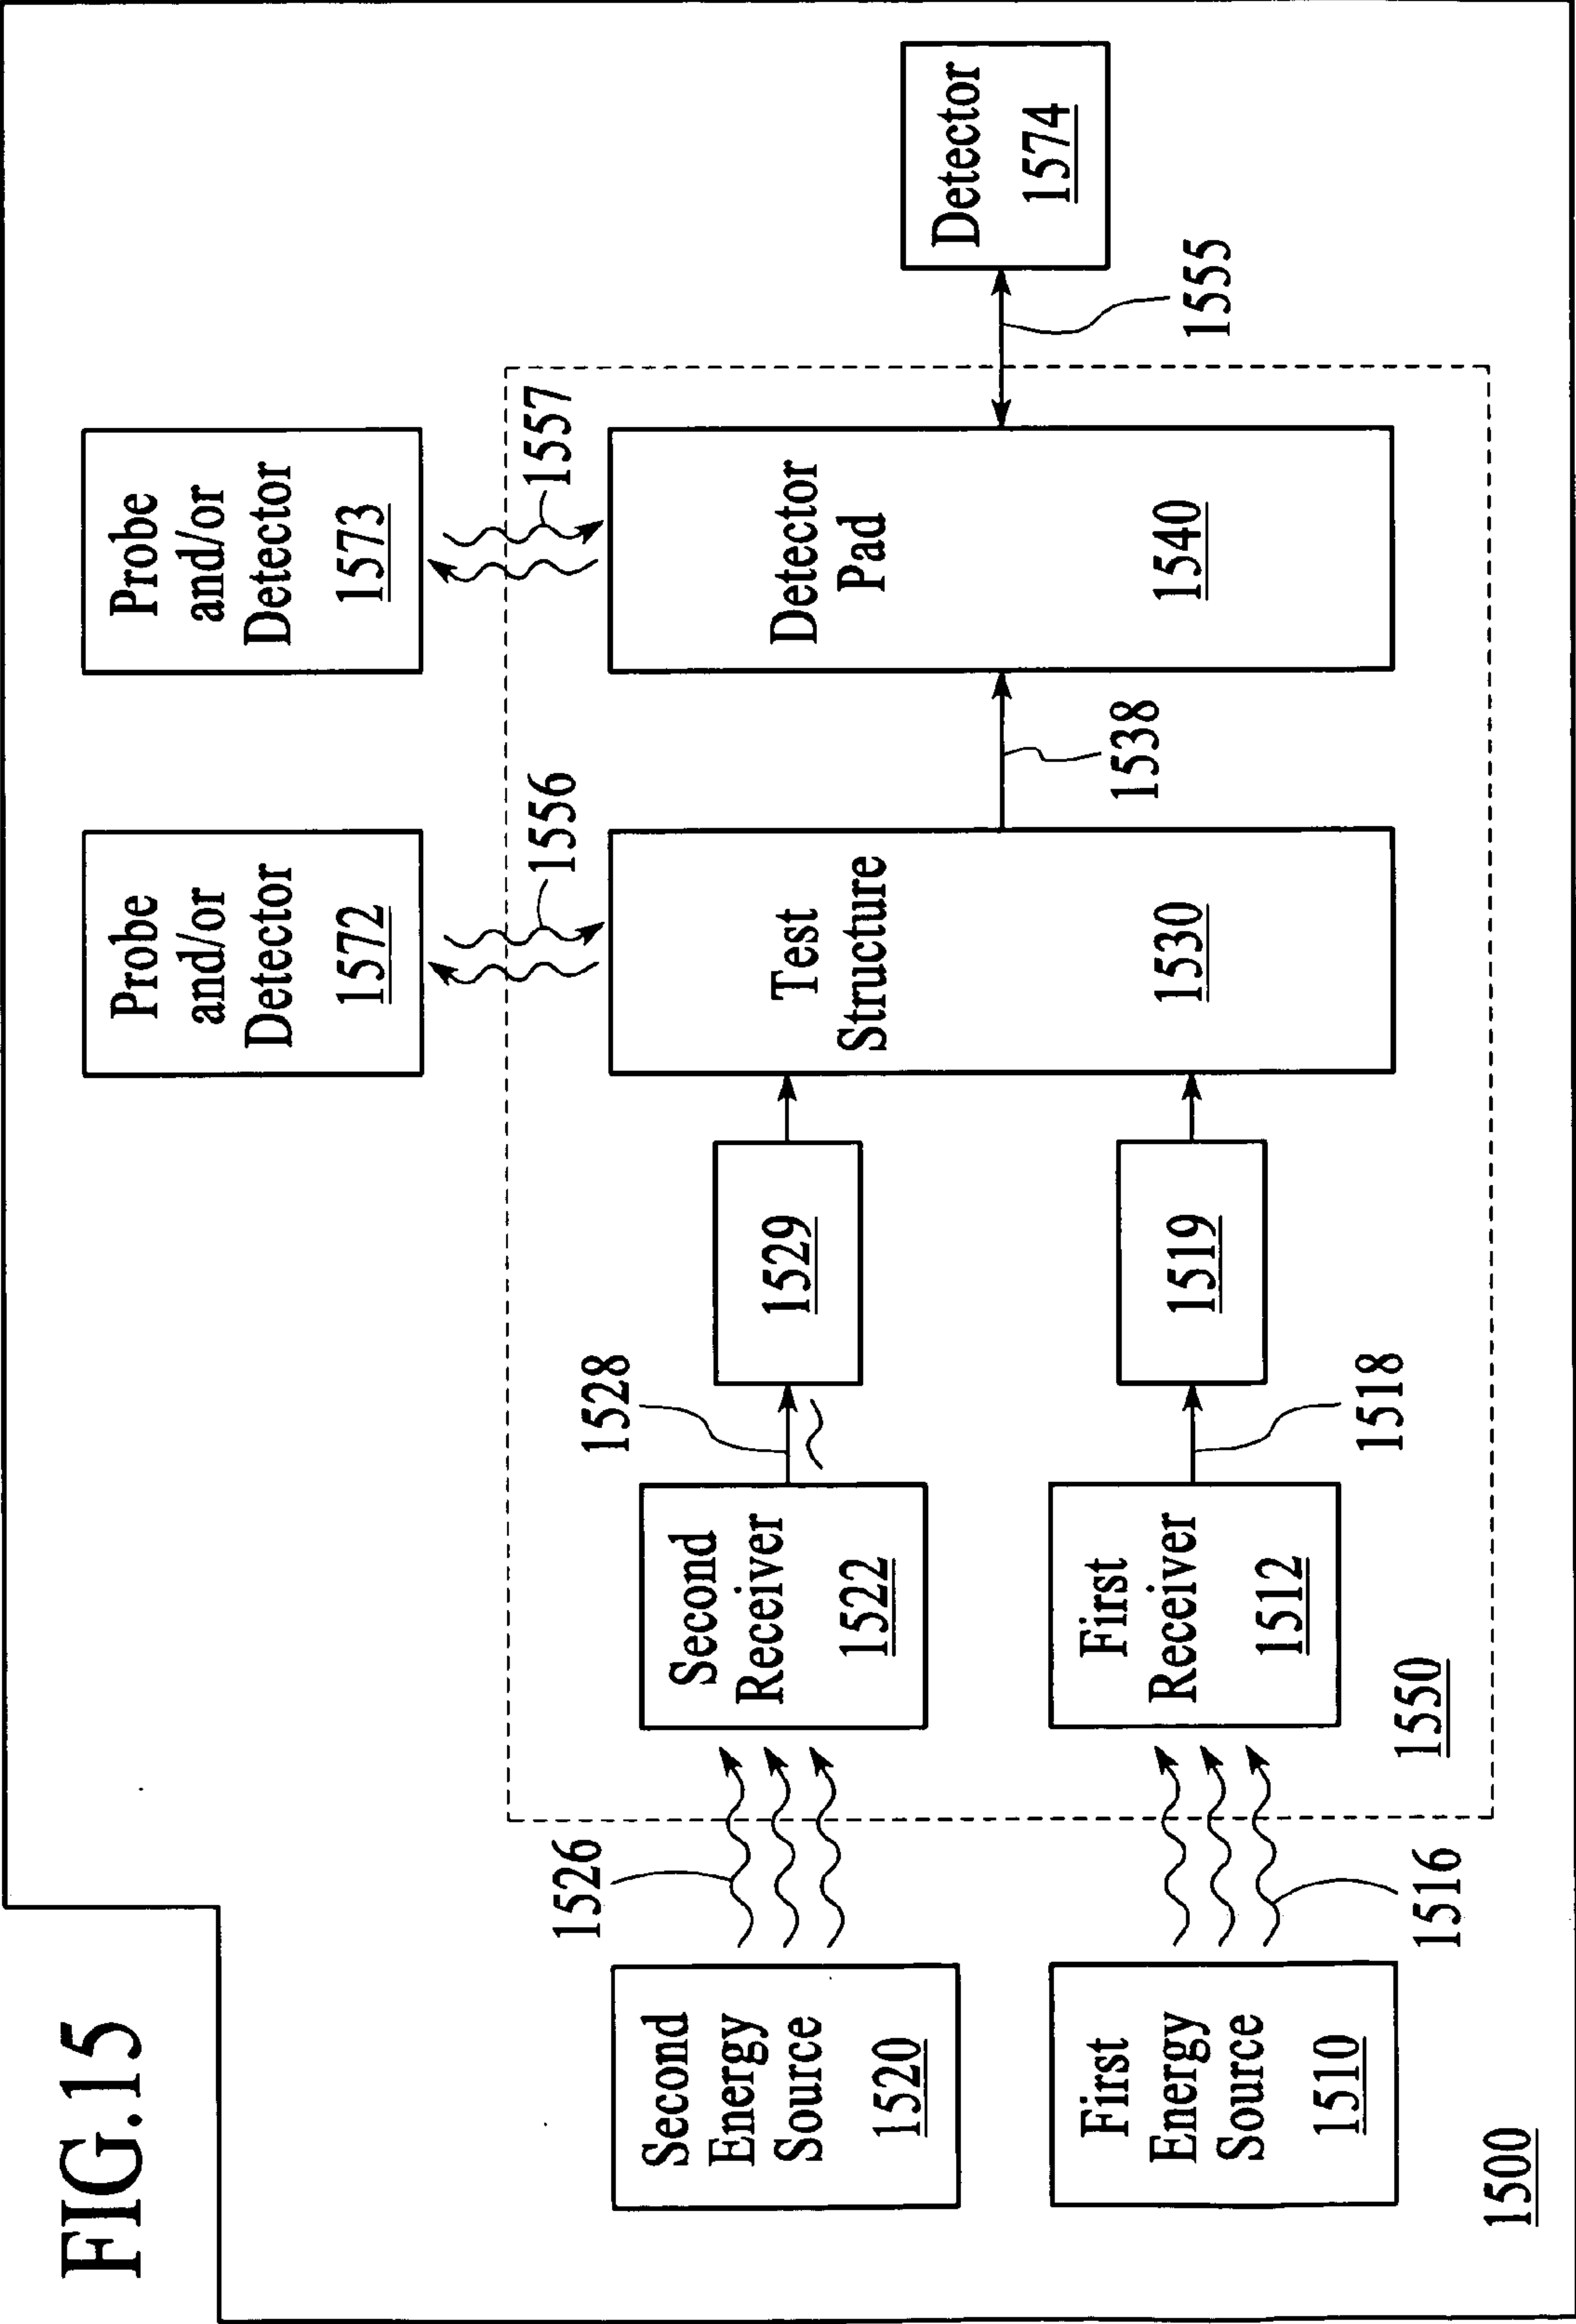 FIG.15
Probe
and/or
Detector
1572
Probe
and/or
Detector
1573
1526
1528
1556
1557
Second
Energy
Source
1520
Second
Receiver
1522
1529
Test
Structure
1530
Detector
Pad
1540
Detector
1574
1538
1555
First
Energy
Source
1510
First
Receiver
1512
1519
1516
1518
1550
1500